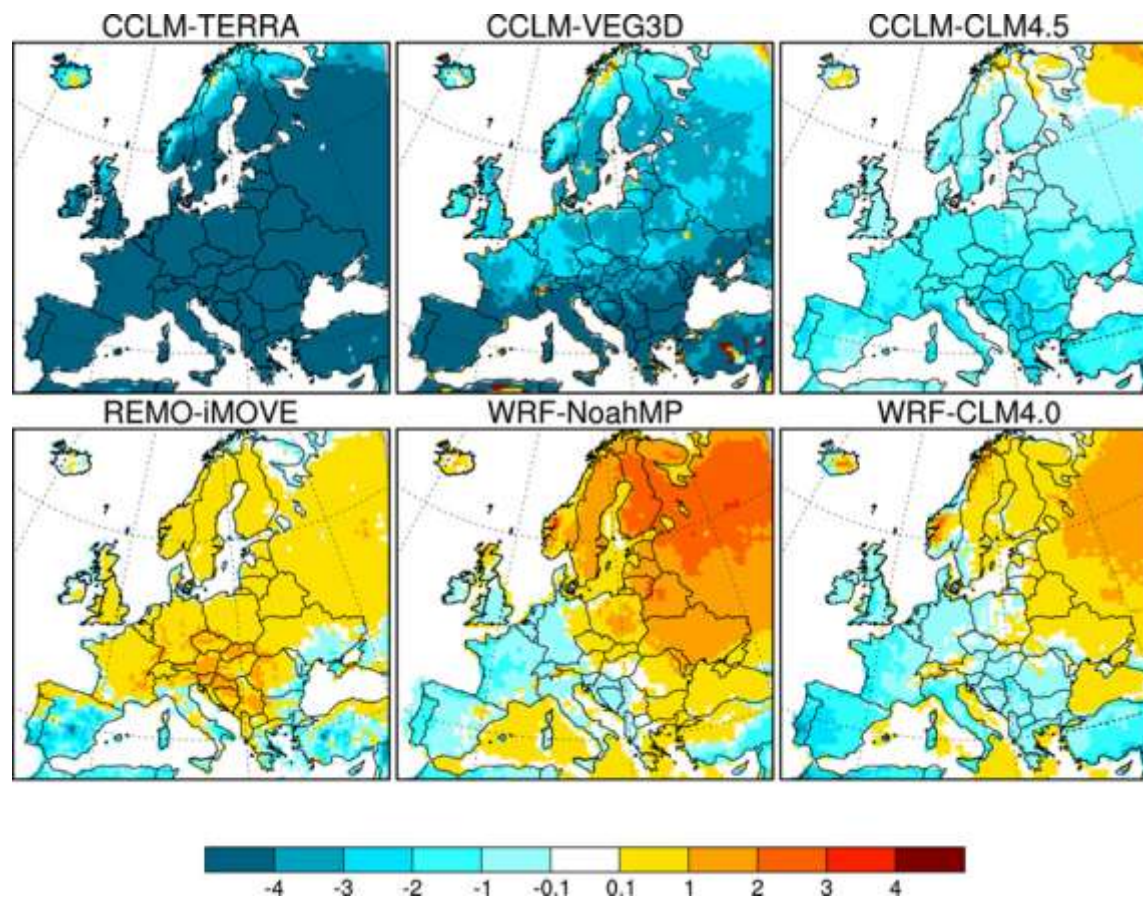 CCLM-TERRA CCLM-VEG3D CCLM-CLM4.5
REMO-iMOVE WRF-NoahMP WRF-CLM4.0
-4 -3 -2 -1 -0.1 0.1 1 2 3 4